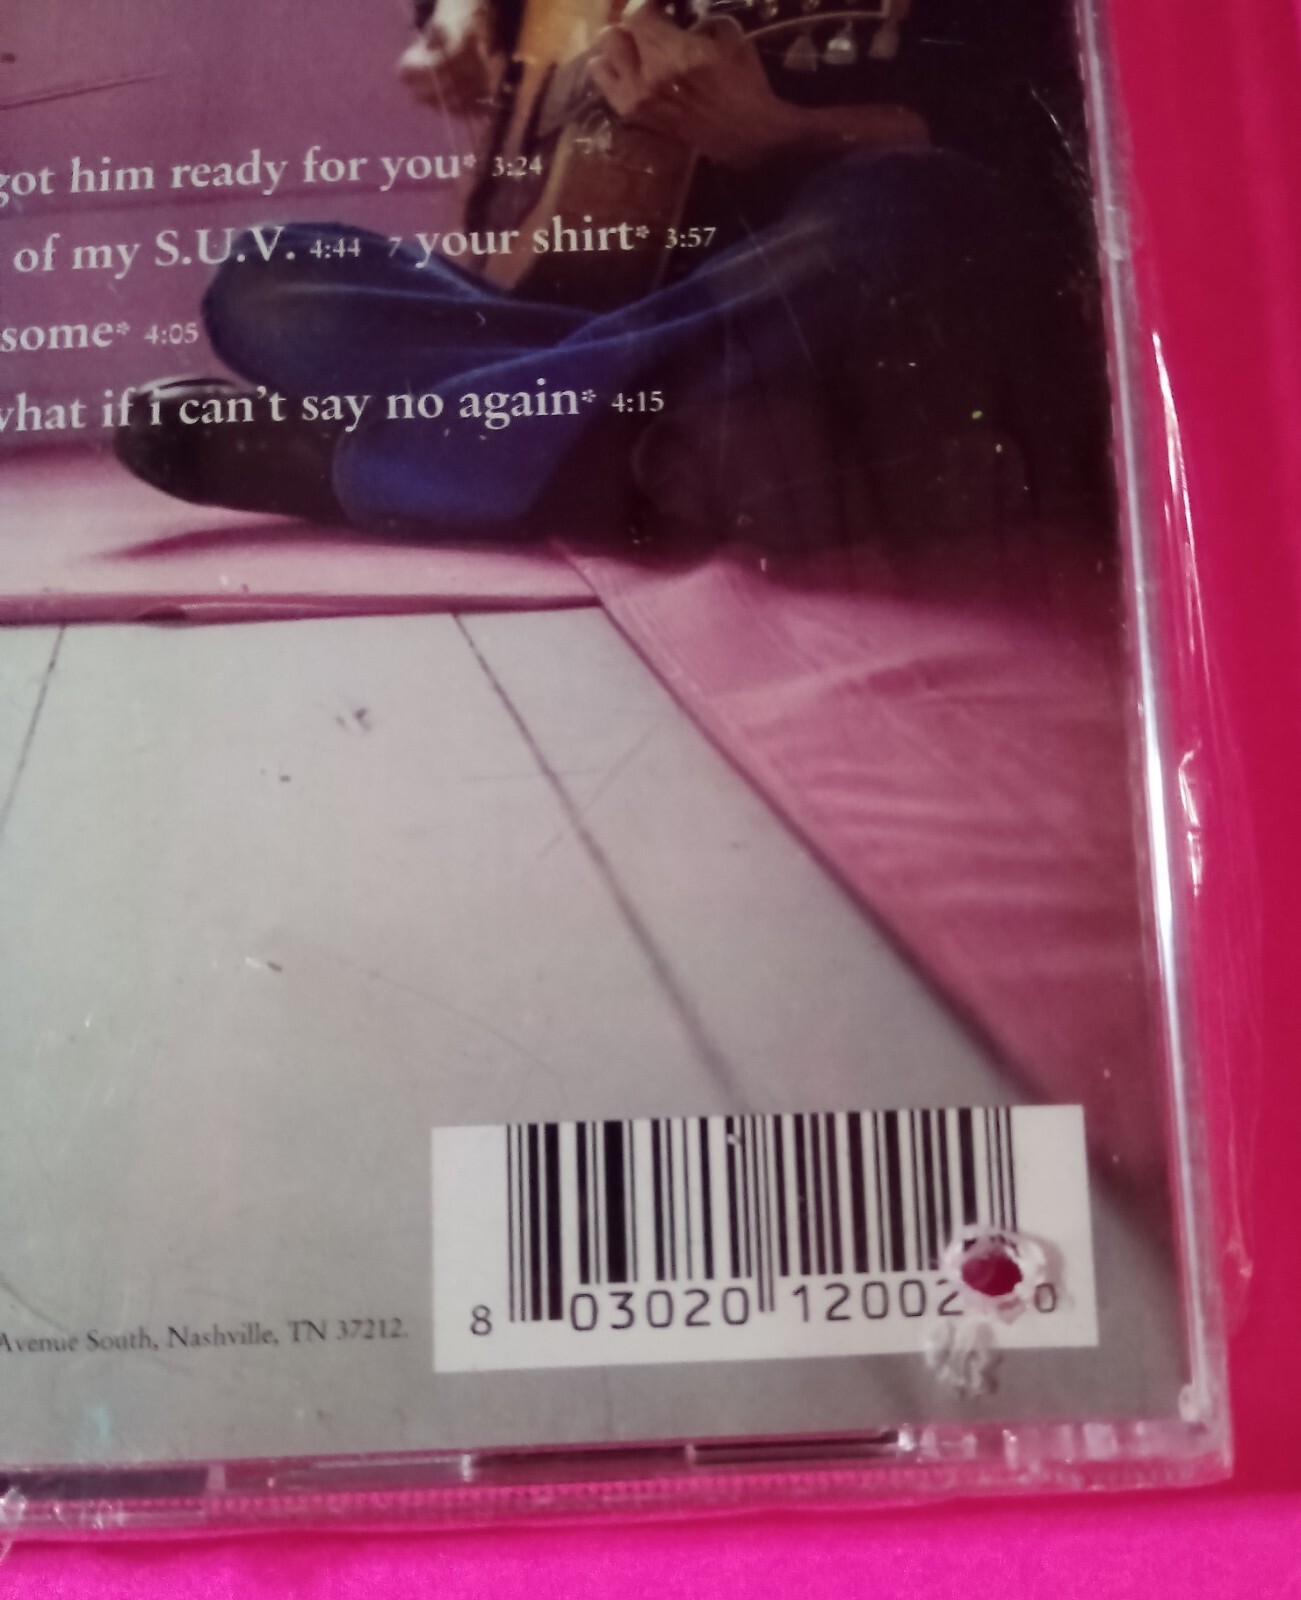 got him ready for you* 3:24
of my S.U.V. 4:44 7 your shirt* 3:57
some* 4:05
what if i can't say no again* 4:15
Avenue South, Nashville, TN 37212.
8 03020 12002 0